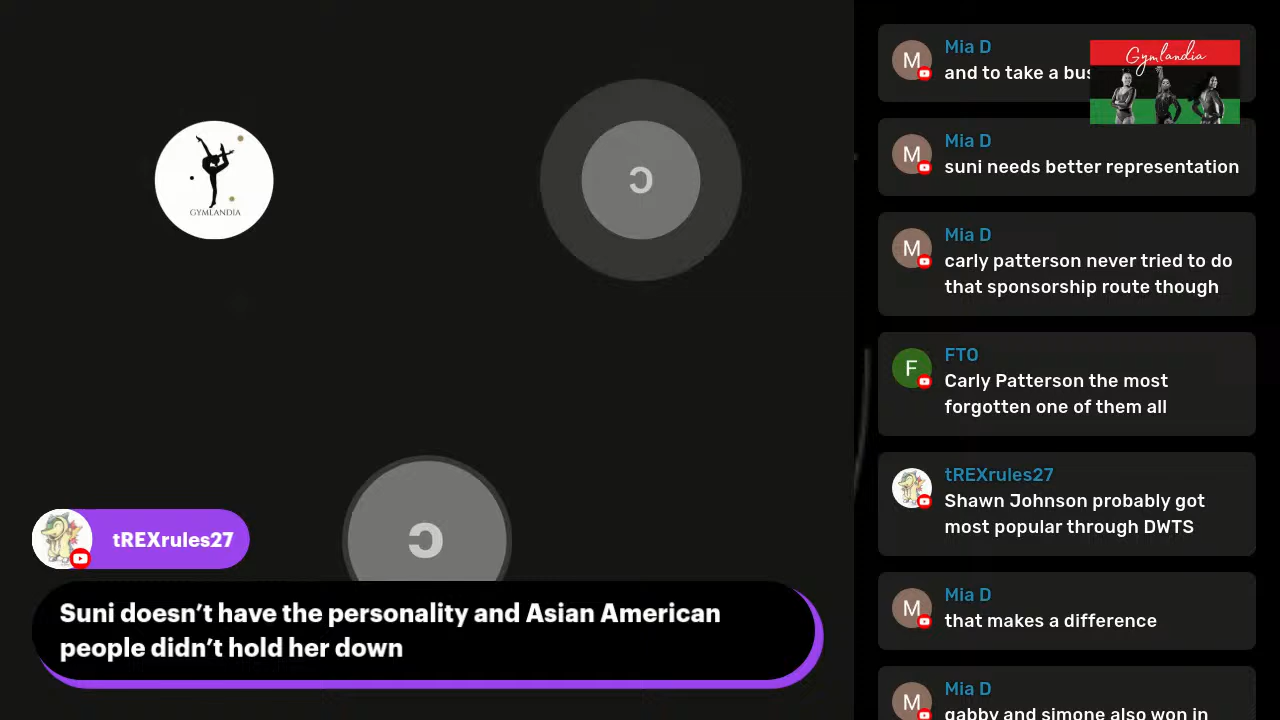 GYMLANDIA
Ɔ
Ɔ
tREXrules27
Suni doesn't have the personality and Asian American
people didn't hold her down
Mia D
and to take a bus
Gymlandia
M
Mia D
suni needs better representation
M
Mia D
carly patterson never tried to do
that sponsorship route though
M
FTO
Carly Patterson the most
forgotten one of them all
F
tREXrules27
Shawn Johnson probably got
most popular through DWTS
Mia D
that makes a difference
M
Mia D
gabby and simone also won in
M